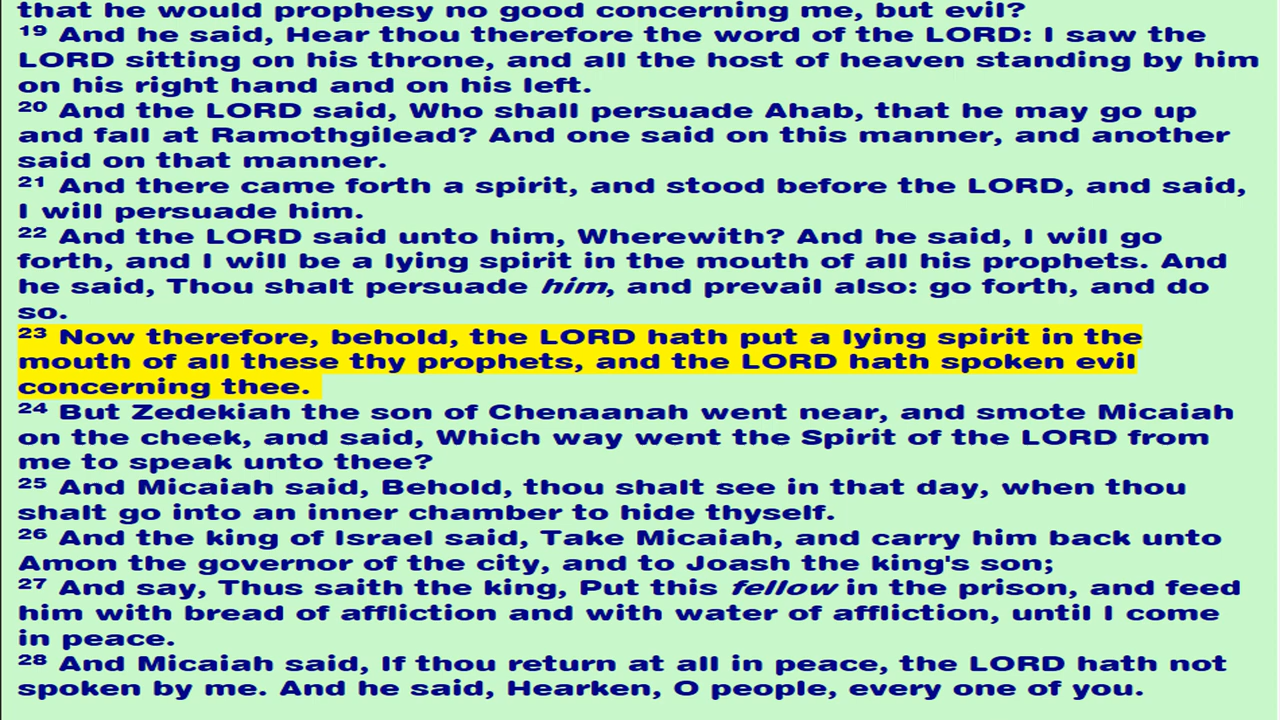 that he would prophesy no good concerning me, but evil?
19 And he said, Hear thou therefore the word of the LORD: I saw the
LORD sitting on his throne, and all the host of heaven standing by him
on his right hand and on his left.
20 And the LORD said, Who shall persuade Ahab, that he may go up
and fall at Ramothgilead? And one said on this manner, and another
said on that manner.
21 And there came forth a spirit, and stood before the LORD, and said,
I will persuade him.
22 And the LORD said unto him, Wherewith? And he said, I will go
forth, and I will be a lying spirit in the mouth of all his prophets. And
he said, Thou shalt persuade him, and prevail also: go forth, and do
so.
23 Now therefore, behold, the LORD hath put a lying spirit in the
mouth of all these thy prophets, and the LORD hath spoken evil
concerning thee.
24 But Zedekiah the son of Chenaanah went near, and smote Micaiah
on the cheek, and said, Which way went the Spirit of the LORD from
me to speak unto thee?
25 And Micaiah said, Behold, thou shalt see in that day, when thou
shalt go into an inner chamber to hide thyself.
26 And the king of Israel said, Take Micaiah, and carry him back unto
Amon the governor of the city, and to Joash the king's son;
27 And say, Thus saith the king, Put this fellow in the prison, and feed
him with bread of affliction and with water of affliction, until I come
in peace.
28 And Micaiah said, If thou return at all in peace, the LORD hath not
spoken by me. And he said, Hearken, O people, every one of you.